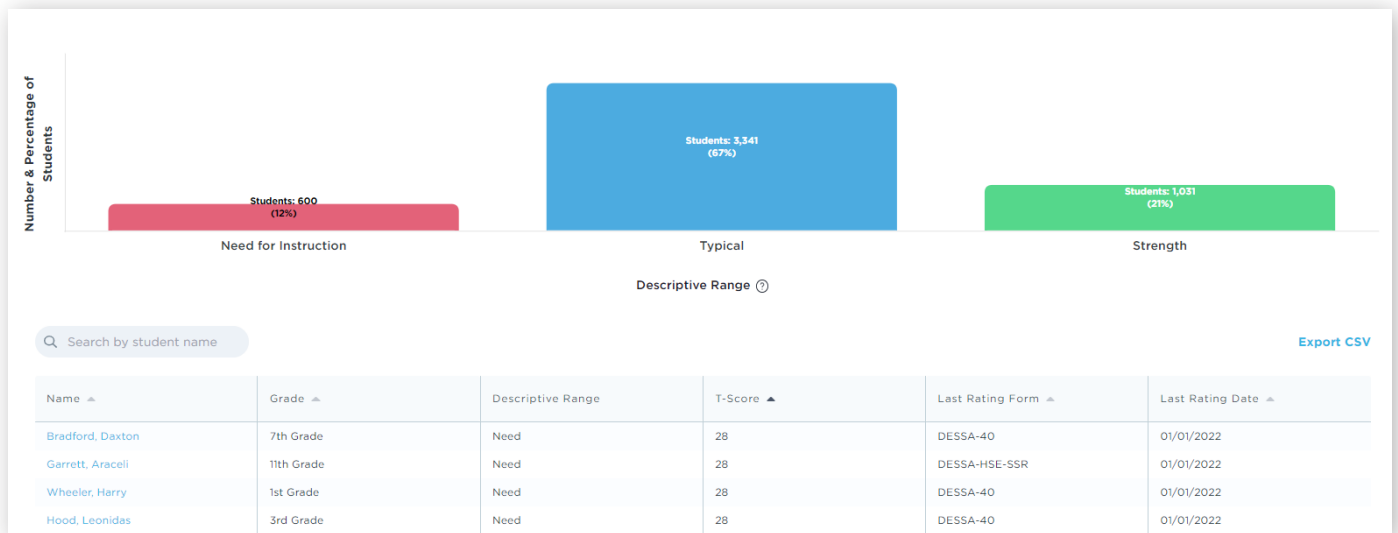 Number & Percentage of
Students
Students: 600
(12%)
Students: 3,341
(67%)
Students: 1,031
(21%)
Need for Instruction
Typical
Strength
Descriptive Range ?
Search by student name
Export CSV
Name Grade Descriptive Range T-Score Last Rating Form Last Rating Date
Bradford, Daxton 7th Grade Need 28 DESSA-40 01/01/2022
Garrett, Araceli 11th Grade Need 28 DESSA-HSE-SSR 01/01/2022
Wheeler, Harry 1st Grade Need 28 DESSA-40 01/01/2022
Hood, Leonidas 3rd Grade Need 28 DESSA-40 01/01/2022